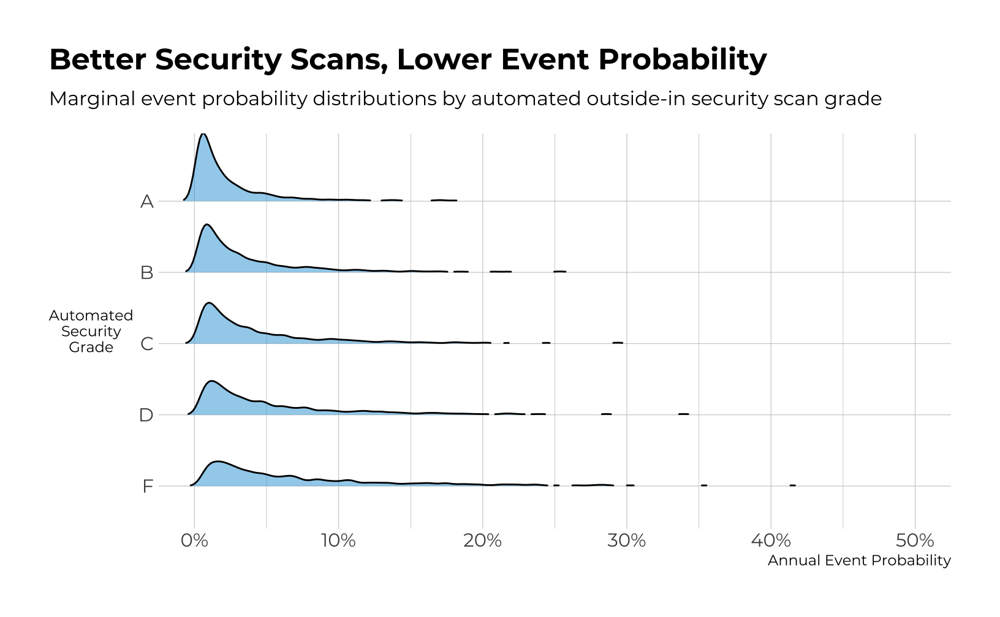 Better Security Scans, Lower Event Probability
Marginal event probability distributions by automated outside-in security scan grade
A
B
Automated
Security
Grade
C
D
F
0% 10% 20% 30% 40% 50%
Annual Event Probability